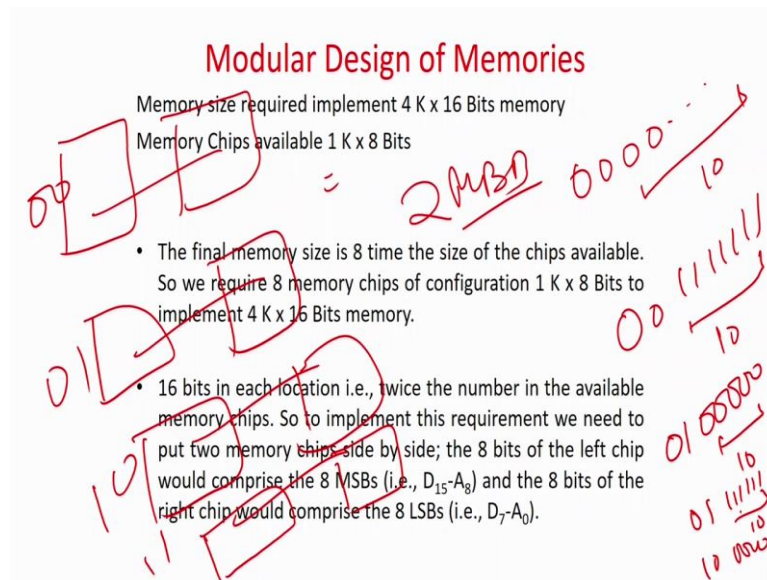 Modular Design of Memories
Memory size required implement 4 K x 16 Bits memory
Memory Chips available 1 K x 8 Bits
00
=
0000...
10
• The final memory size is 8 time the size of the chips available.
So we require 8 memory chips of configuration 1 K x 8 Bits to
implement 4 K x 16 Bits memory.
00 1111111
10
01
• 16 bits in each location i.e., twice the number in the available
memory chips. So to implement this requirement we need to
put two memory chips side by side; the 8 bits of the left chip
would comprise the 8 MSBs (i.e., D15-A8) and the 8 bits of the
right chip would comprise the 8 LSBs (i.e., D7-A0).
10
11
01 00000
10
01 11111
10
10 0000